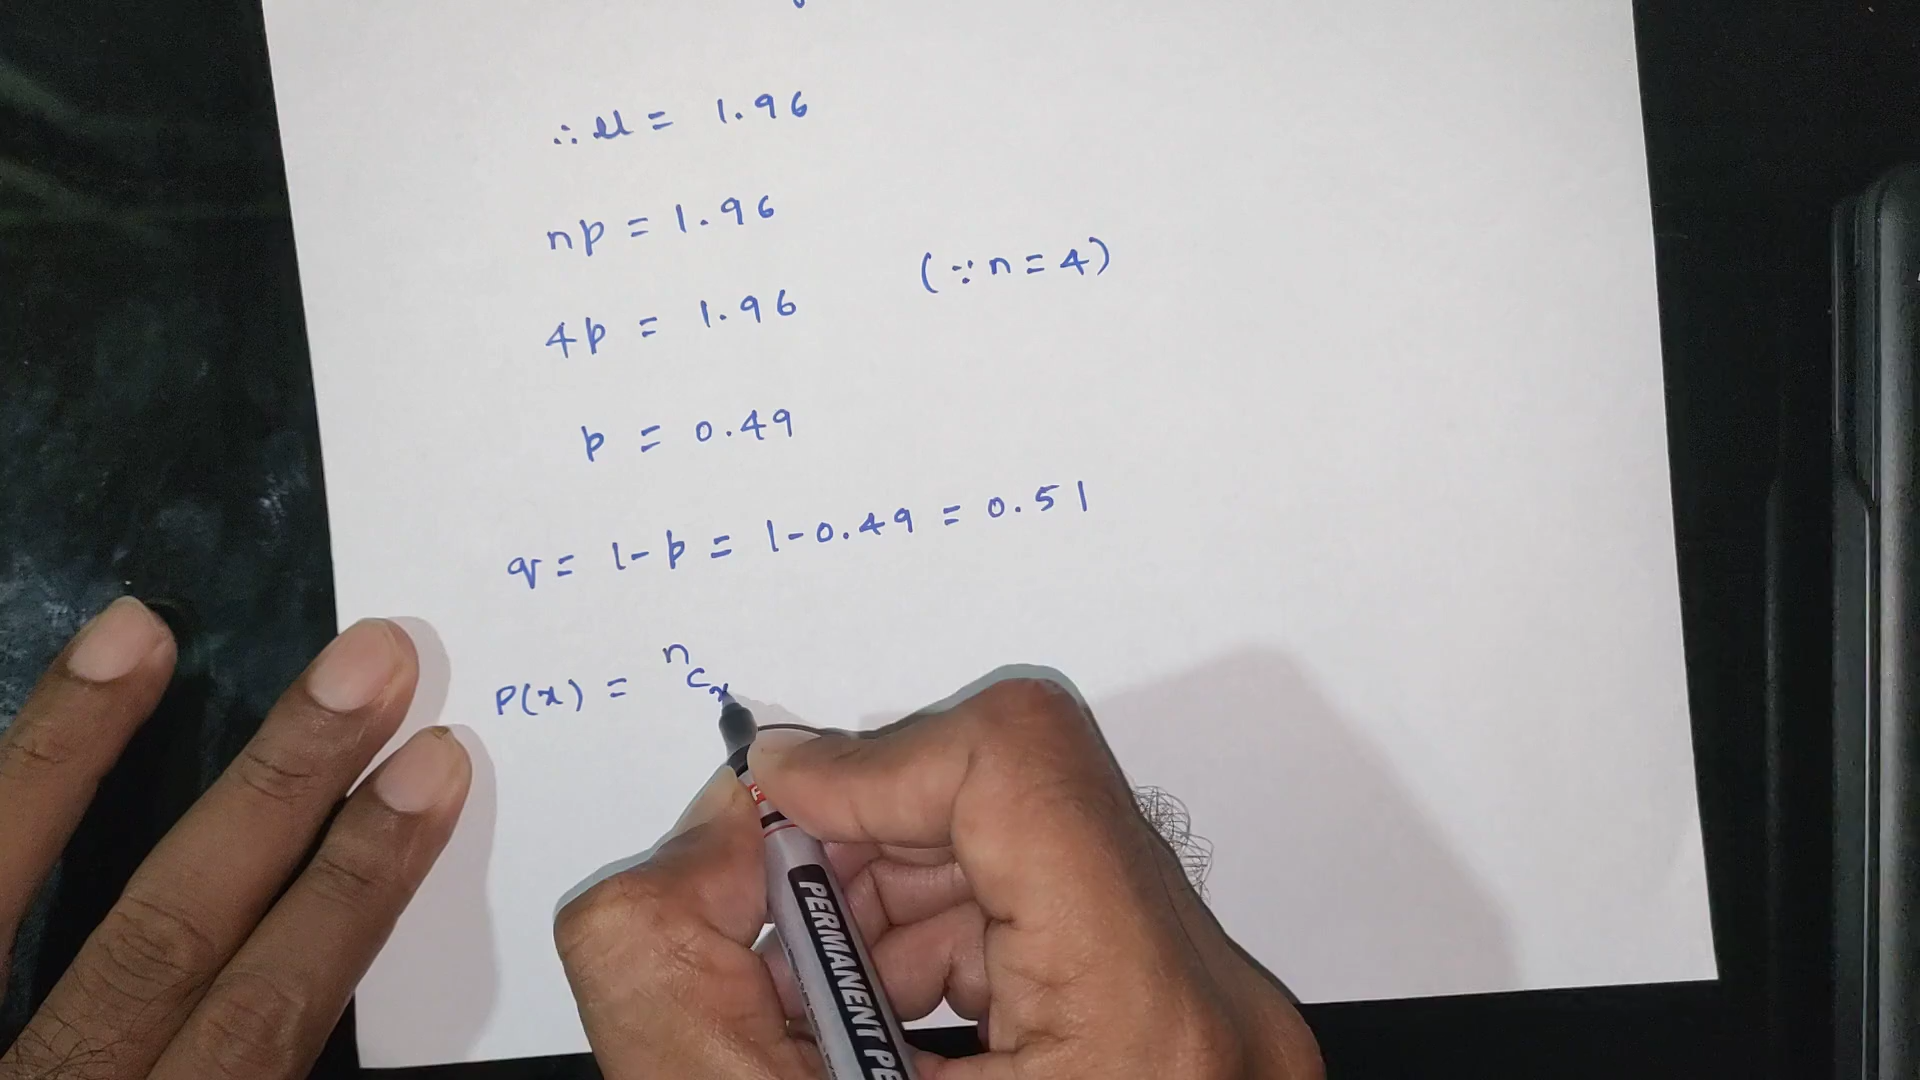 ∴ μ = 1.96
np = 1.96
4p = 1.96 (∵ n = 4)
p = 0.49
q = 1-p = 1-0.49 = 0.51
P(x) = ⁿCₓ
PERMANENT